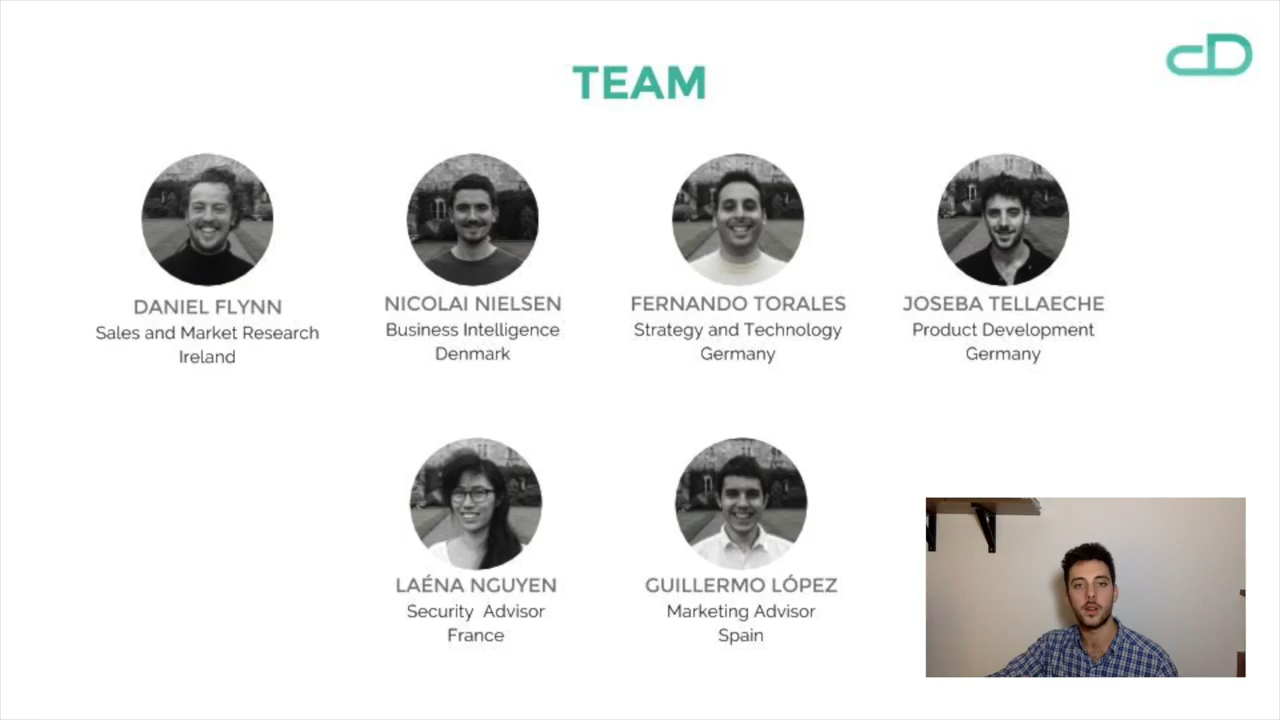 TEAM
DANIEL FLYNN
Sales and Market Research
Ireland
NICOLAI NIELSEN
Business Intelligence
Denmark
FERNANDO TORALES
Strategy and Technology
Germany
JOSEBA TELLAECHE
Product Development
Germany
LAÉNA NGUYEN
Security Advisor
France
GUILLERMO LÓPEZ
Marketing Advisor
Spain